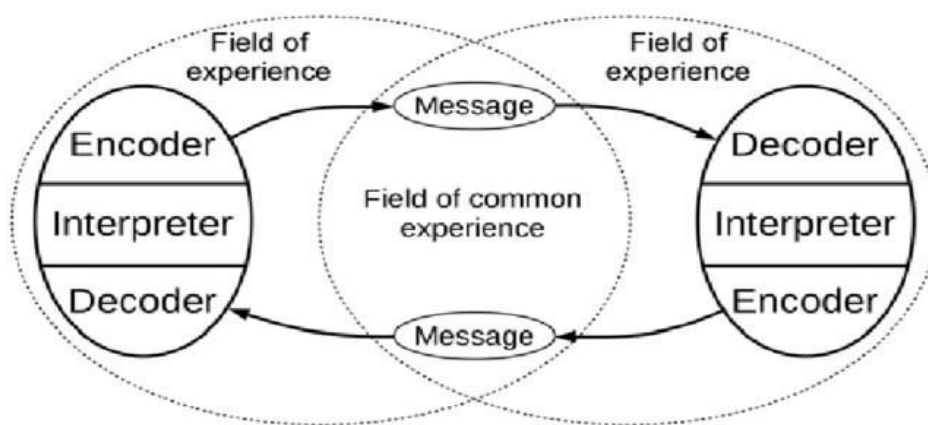 Field of
experience
Field of
experience
Message
Encoder
Interpreter
Decoder
Field of common
experience
Decoder
Interpreter
Encoder
Message